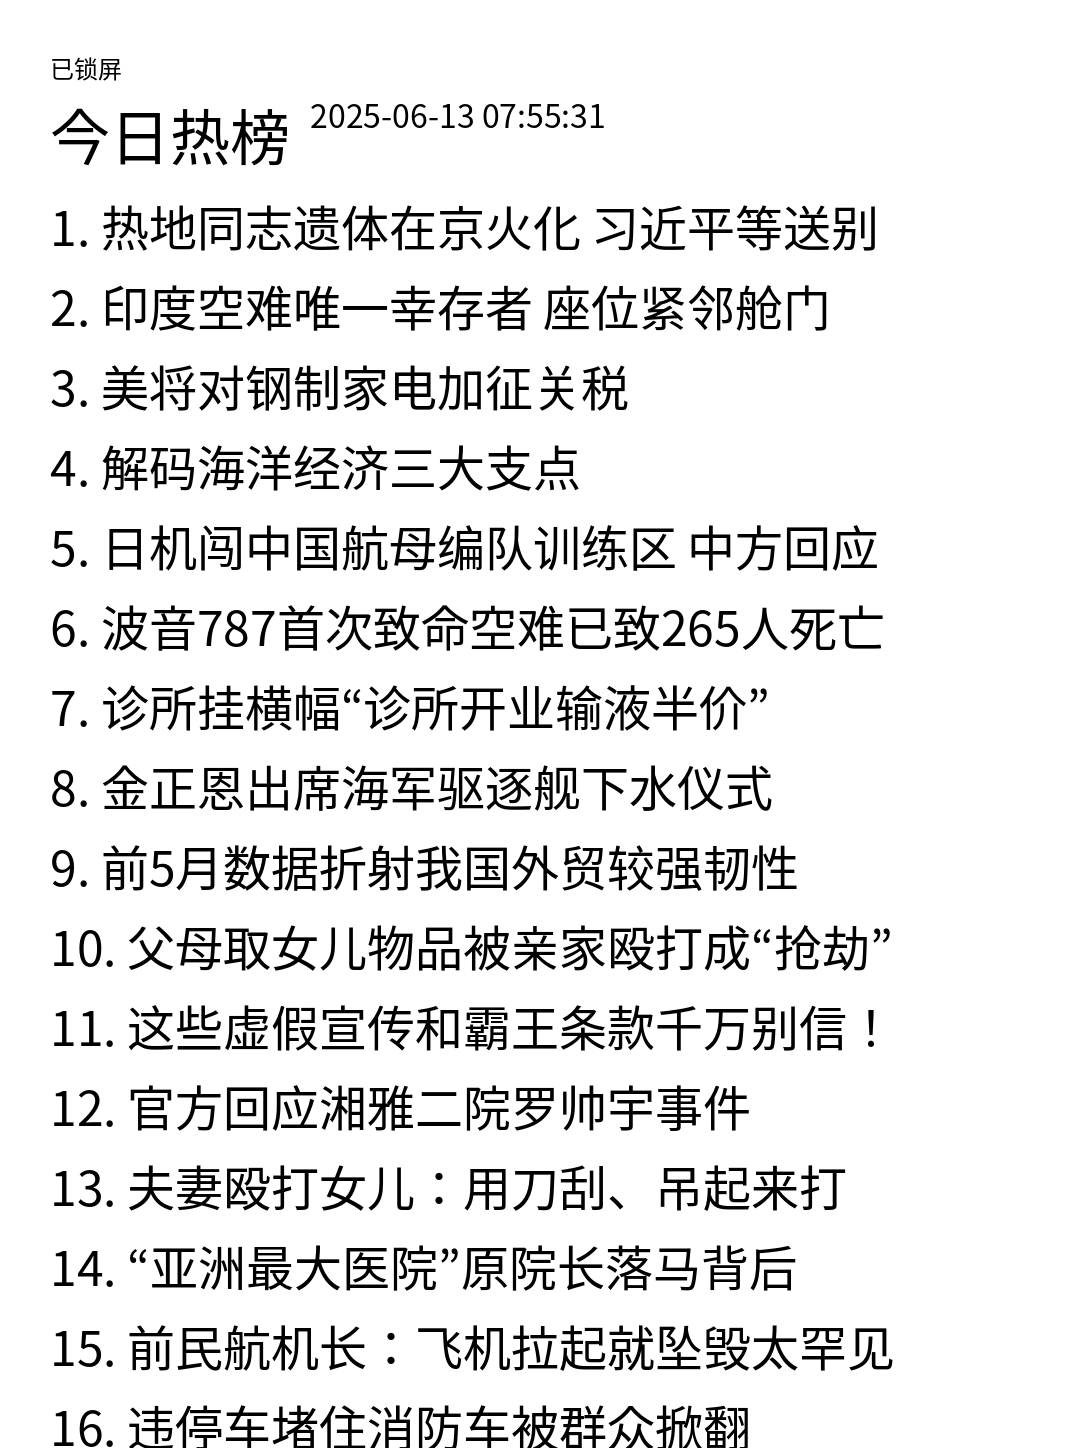 已锁屏
今日热榜 2025-06-13 07:55:31
1. 热地同志遗体在京火化 习近平等送别
2. 印度空难唯一幸存者 座位紧邻舱门
3. 美将对钢制家电加征关税
4. 解码海洋经济三大支点
5. 日机闯中国航母编队训练区 中方回应
6. 波音787首次致命空难已致265人死亡
7. 诊所挂横幅“诊所开业输液半价”
8. 金正恩出席海军驱逐舰下水仪式
9. 前5月数据折射我国外贸较强韧性
10. 父母取女儿物品被亲家殴打成“抢劫”
11. 这些虚假宣传和霸王条款千万别信！
12. 官方回应湘雅二院罗帅宇事件
13. 夫妻殴打女儿：用刀刮、吊起来打
14. “亚洲最大医院”原院长落马背后
15. 前民航机长：飞机拉起就坠毁太罕见
16. 违停车堵住消防车被群众掀翻